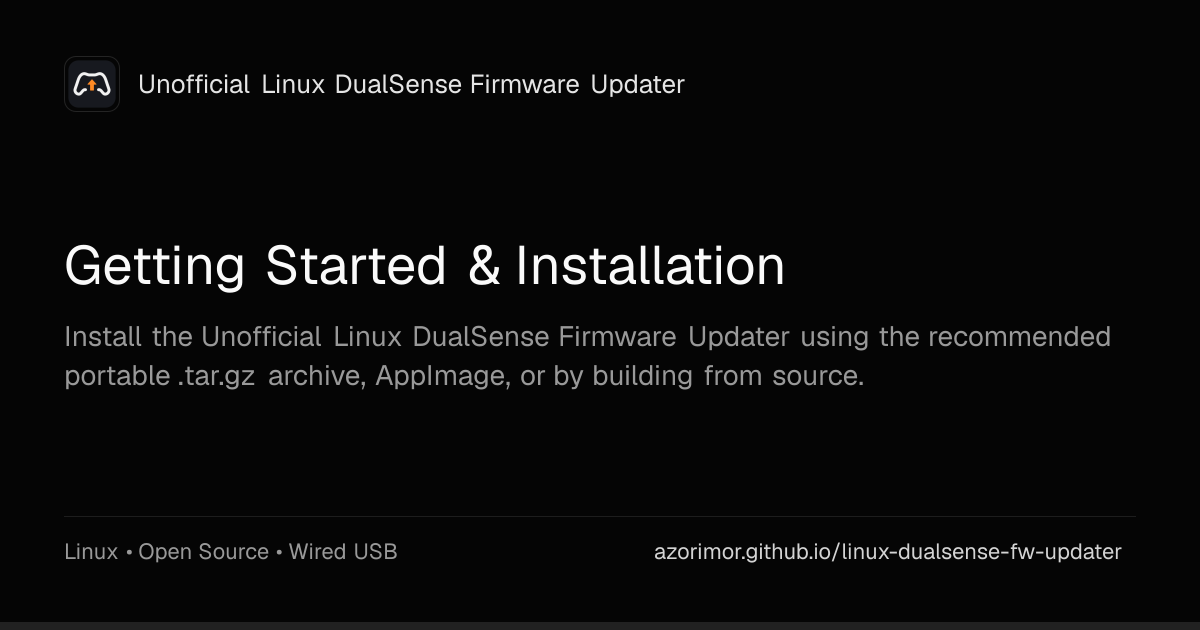 Unofficial Linux DualSense Firmware Updater
Getting Started & Installation
Install the Unofficial Linux DualSense Firmware Updater using the recommended
portable .tar.gz archive, AppImage, or by building from source.
Linux • Open Source • Wired USB
azorimor.github.io/linux-dualsense-fw-updater